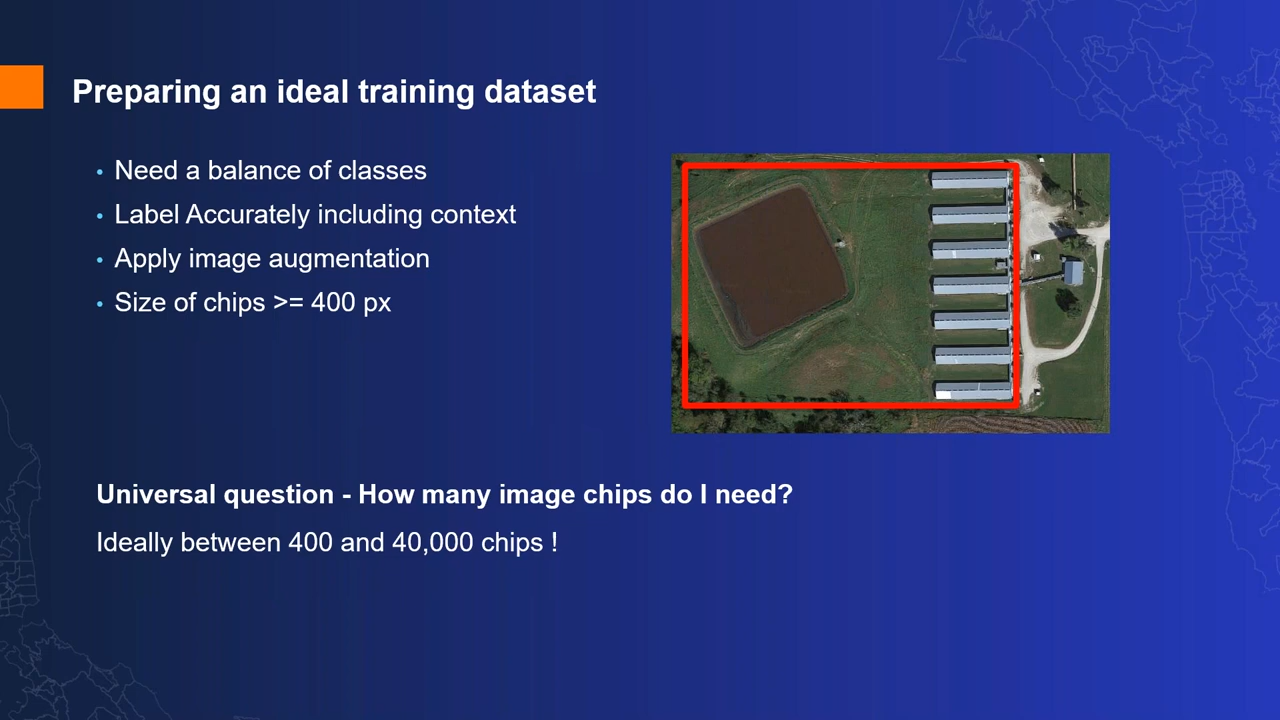 Preparing an ideal training dataset
• Need a balance of classes
• Label Accurately including context
• Apply image augmentation
• Size of chips >= 400 px
Universal question - How many image chips do I need?
Ideally between 400 and 40,000 chips !